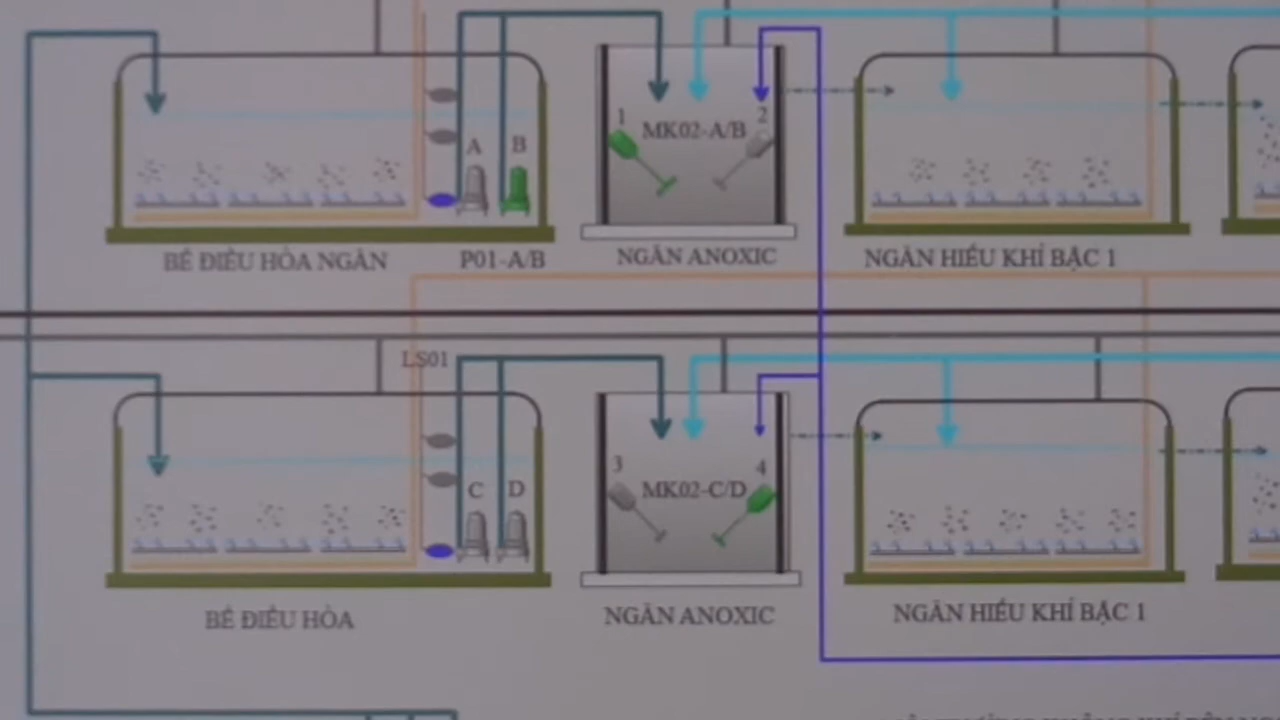 A
B
1
MK02-A/B
2
BỂ ĐIỀU HÒA NGĂN
P01-A/B
NGĂN ANOXIC
NGĂN HIẾU KHÍ BẬC 1
LS01
C
D
3
MK02-C/D
4
BỂ ĐIỀU HÒA
NGĂN ANOXIC
NGĂN HIẾU KHÍ BẬC 1